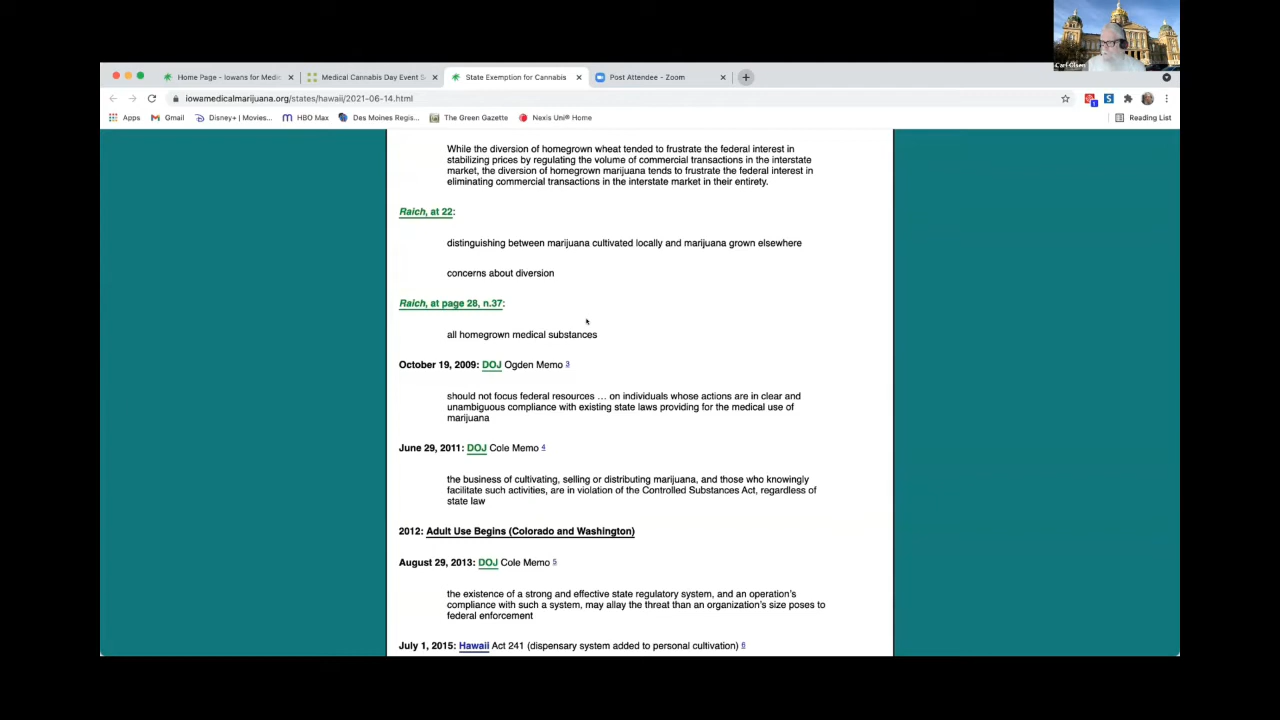 Home Page - Iowans for Medic
Medical Cannabis Day Event S
State Exemption for Cannabis
Post Attendee - Zoom
iowamedicalmarijuana.org/states/hawaii/2021-06-14.html
Apps
Gmail
Disney+ | Movies...
HBO Max
Des Moines Regis...
The Green Gazette
Nexis Uni® Home
Reading List
While the diversion of homegrown wheat tended to frustrate the federal interest in
stabilizing prices by regulating the volume of commercial transactions in the interstate
market, the diversion of homegrown marijuana tends to frustrate the federal interest in
eliminating commercial transactions in the interstate market in their entirety.
Raich, at 22:
distinguishing between marijuana cultivated locally and marijuana grown elsewhere
concerns about diversion
Raich, at page 28, n.37:
all homegrown medical substances
October 19, 2009: DOJ Ogden Memo 3
should not focus federal resources … on individuals whose actions are in clear and
unambiguous compliance with existing state laws providing for the medical use of
marijuana
June 29, 2011: DOJ Cole Memo 4
the business of cultivating, selling or distributing marijuana, and those who knowingly
facilitate such activities, are in violation of the Controlled Substances Act, regardless of
state law
2012: Adult Use Begins (Colorado and Washington)
August 29, 2013: DOJ Cole Memo 5
the existence of a strong and effective state regulatory system, and an operation's
compliance with such a system, may allay the threat than an organization's size poses to
federal enforcement
July 1, 2015: Hawaii Act 241 (dispensary system added to personal cultivation) 6